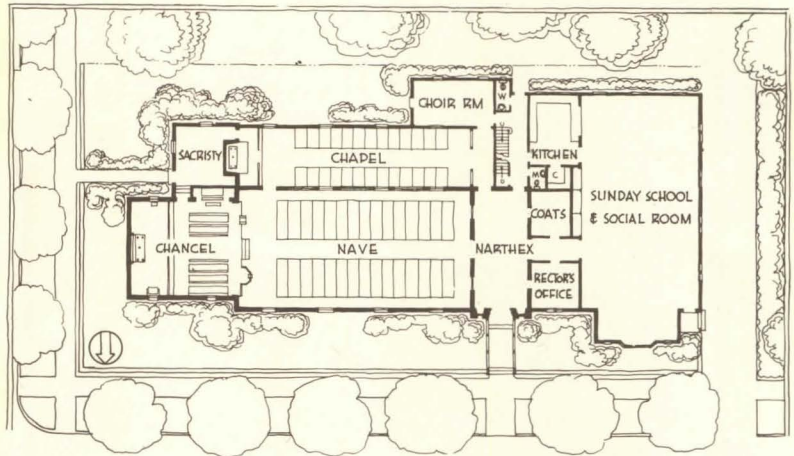 CHOIR RM
W
SACRISTY
CHAPEL
KITCHEN
M
C
SUNDAY SCHOOL
& SOCIAL ROOM
COATS
CHANCEL
NAVE
NARTHEX
RECTOR'S
OFFICE